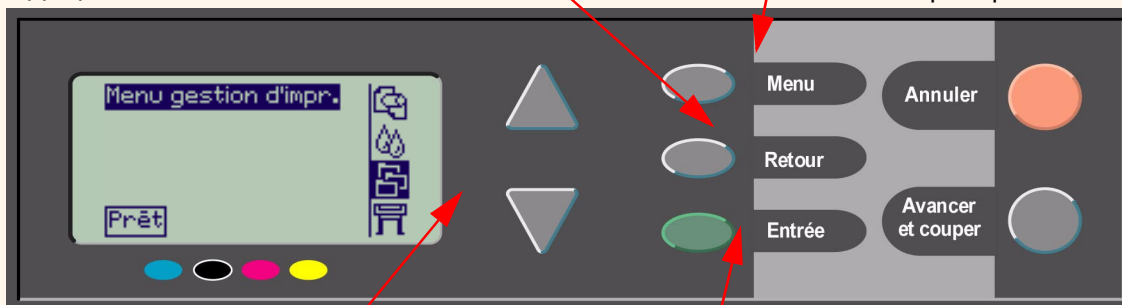 Menu gestion d'impr.
Prêt
Menu
Retour
Entrée
Annuler
Avancer
et couper